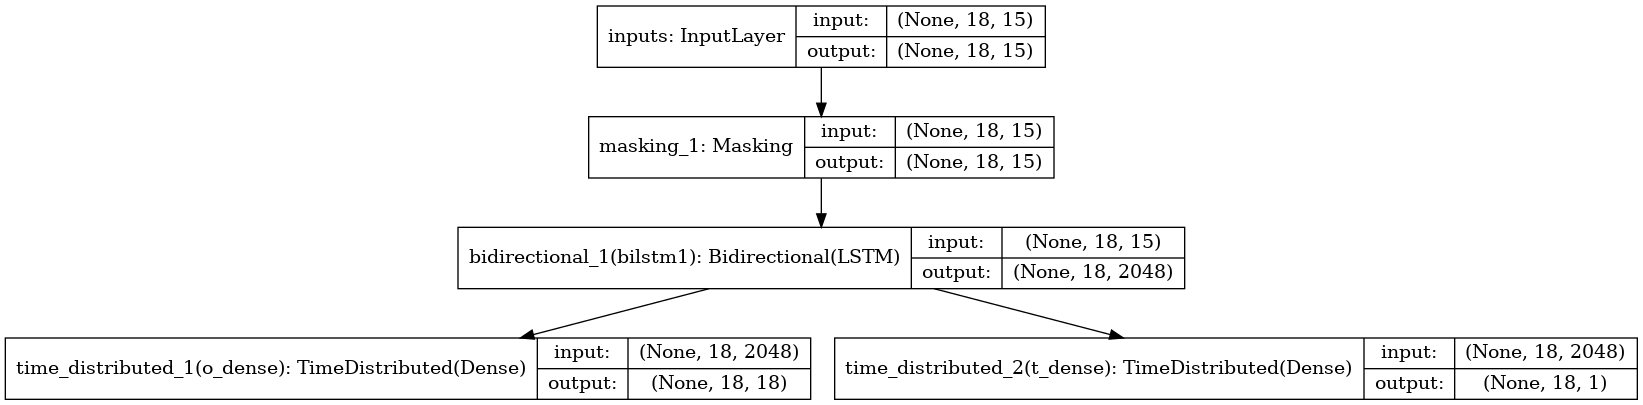 inputs: InputLayer
input:
(None, 18, 15)
output:
(None, 18, 15)
masking_1: Masking
input:
(None, 18, 15)
output:
(None, 18, 15)
bidirectional_1(bilstm1): Bidirectional(LSTM)
input:
(None, 18, 15)
output:
(None, 18, 2048)
time_distributed_1(o_dense): TimeDistributed(Dense)
input:
(None, 18, 2048)
output:
(None, 18, 18)
time_distributed_2(t_dense): TimeDistributed(Dense)
input:
(None, 18, 2048)
output:
(None, 18, 1)